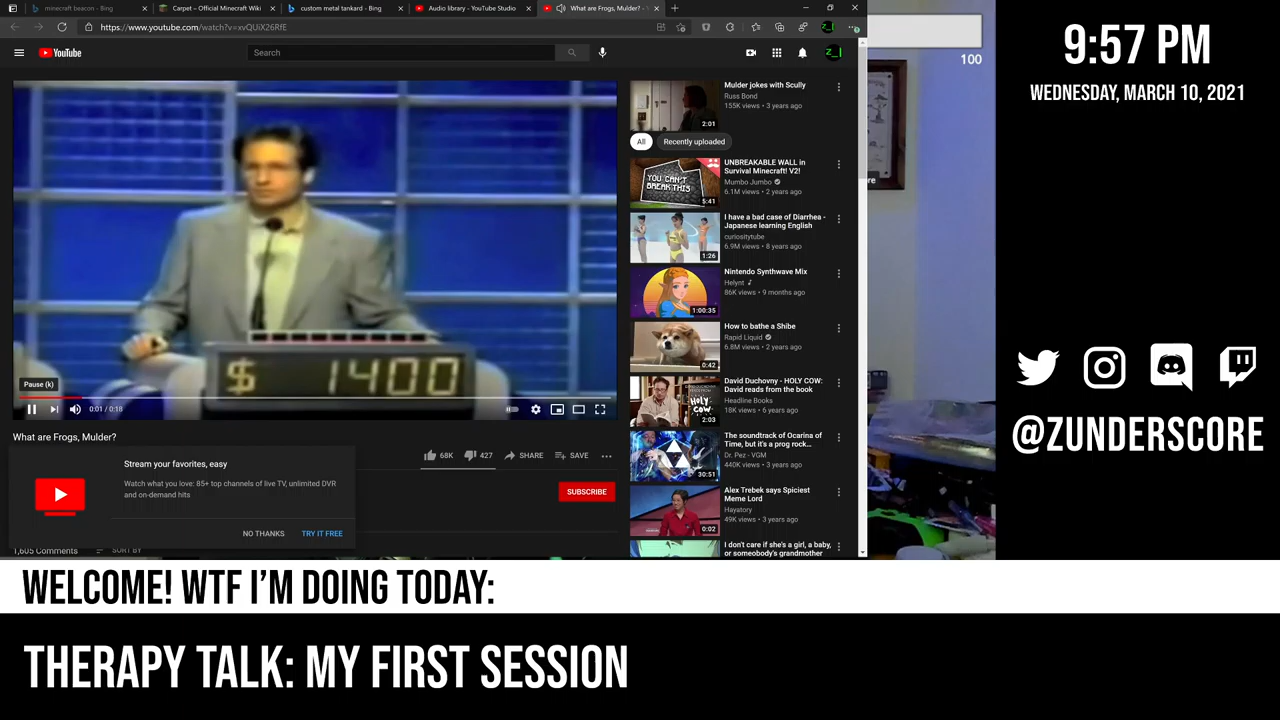 minecraft beacon - Bing
Carpet – Official Minecraft Wiki
custom metal tankard - Bing
Audio library - YouTube Studio
What are Frogs, Mulder? -
https://www.youtube.com/watch?v=xvQUiX26RfE
YouTube
Search
z_|
$ 1400
Pause (k)
0:01 / 0:18
What are Frogs, Mulder?
68K
427
SHARE
SAVE
SUBSCRIBE
Stream your favorites, easy
Watch what you love: 85+ top channels of live TV, unlimited DVR
and on-demand hits
NO THANKS
TRY IT FREE
1,605 Comments
SORT BY
Mulder jokes with Scully
Russ Bond
155K views • 3 years ago
2:01
All
Recently uploaded
UNBREAKABLE WALL in
Survival Minecraft! V2!
Mumbo Jumbo
6.1M views • 2 years ago
YOU CAN'T
BREAK THIS
5:41
I have a bad case of Diarrhea -
Japanese learning English
curiositytube
6.9M views • 8 years ago
1:26
Nintendo Synthwave Mix
Helynt
86K views • 9 months ago
1:00:35
How to bathe a Shibe
Rapid Liquid
6.8M views • 2 years ago
0:42
David Duchovny - HOLY COW:
David reads from the book
Headline Books
18K views • 6 years ago
HOLY
COW
2:03
The soundtrack of Ocarina of
Time, but it's a prog rock...
Dr. Pez - VGM
440K views • 3 years ago
30:51
Alex Trebek says Spiciest
Meme Lord
Hayatory
49K views • 3 years ago
0:02
I don't care if she's a girl, a baby,
or someobody's grandmother
100
re
9:57 PM
WEDNESDAY, MARCH 10, 2021
@ZUNDERSCORE
WELCOME! WTF I'M DOING TODAY:
THERAPY TALK: MY FIRST SESSION